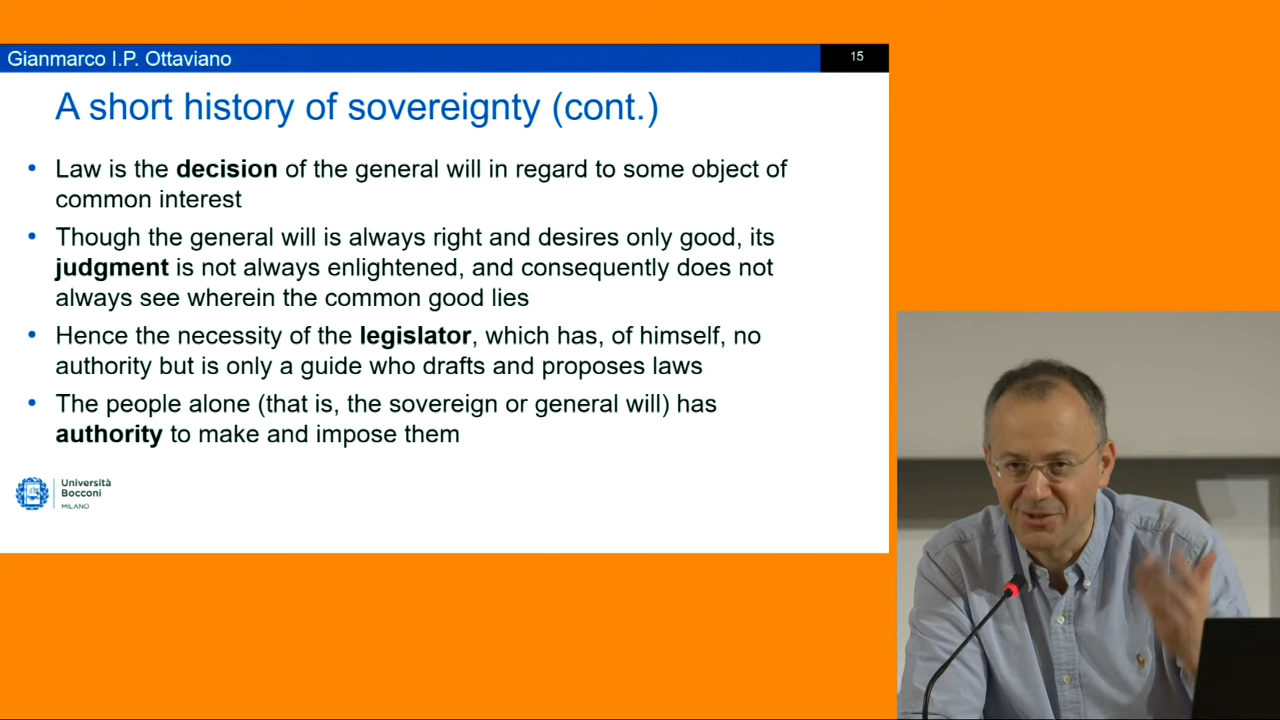 Gianmarco I.P. Ottaviano
15
A short history of sovereignty (cont.)
• Law is the decision of the general will in regard to some object of
common interest
• Though the general will is always right and desires only good, its
judgment is not always enlightened, and consequently does not
always see wherein the common good lies
• Hence the necessity of the legislator, which has, of himself, no
authority but is only a guide who drafts and proposes laws
• The people alone (that is, the sovereign or general will) has
authority to make and impose them
Università
Bocconi
MILANO